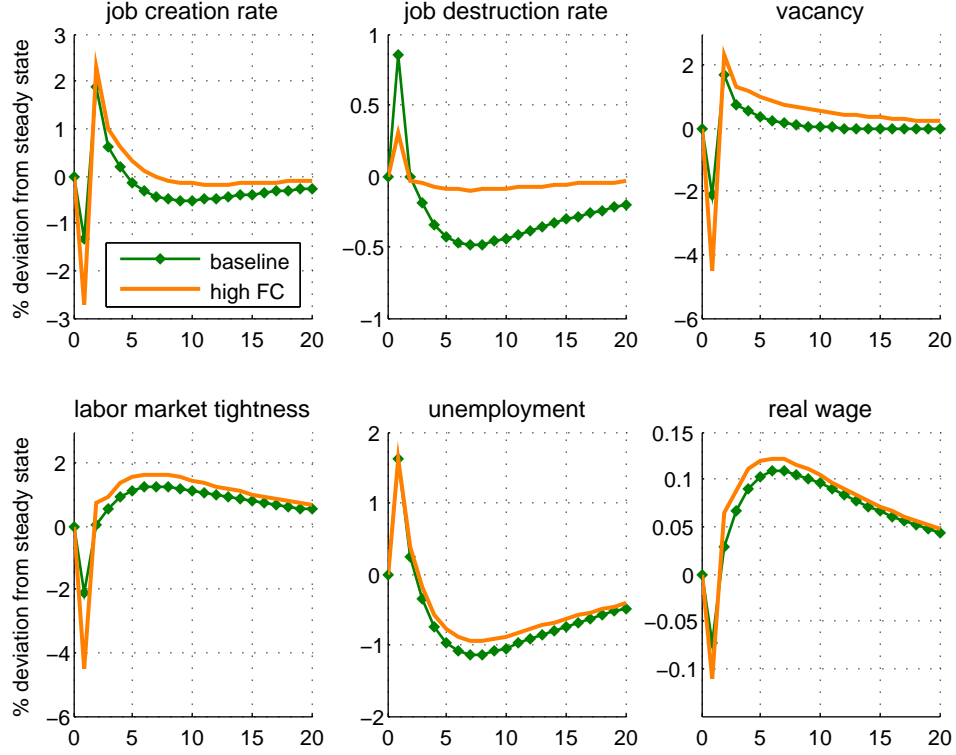 job creation rate
job destruction rate
vacancy
% deviation from steady state
3
2
1
0
−1
−2
−3
0 5 10 15 20
baseline
high FC
1
0.5
0
−0.5
−1
0 5 10 15 20
2
0
−2
−4
−6
0 5 10 15 20
labor market tightness
unemployment
real wage
% deviation from steady state
2
0
−2
−4
−6
0 5 10 15 20
2
1
0
−1
−2
0 5 10 15 20
0.15
0.1
0.05
0
−0.05
−0.1
0 5 10 15 20